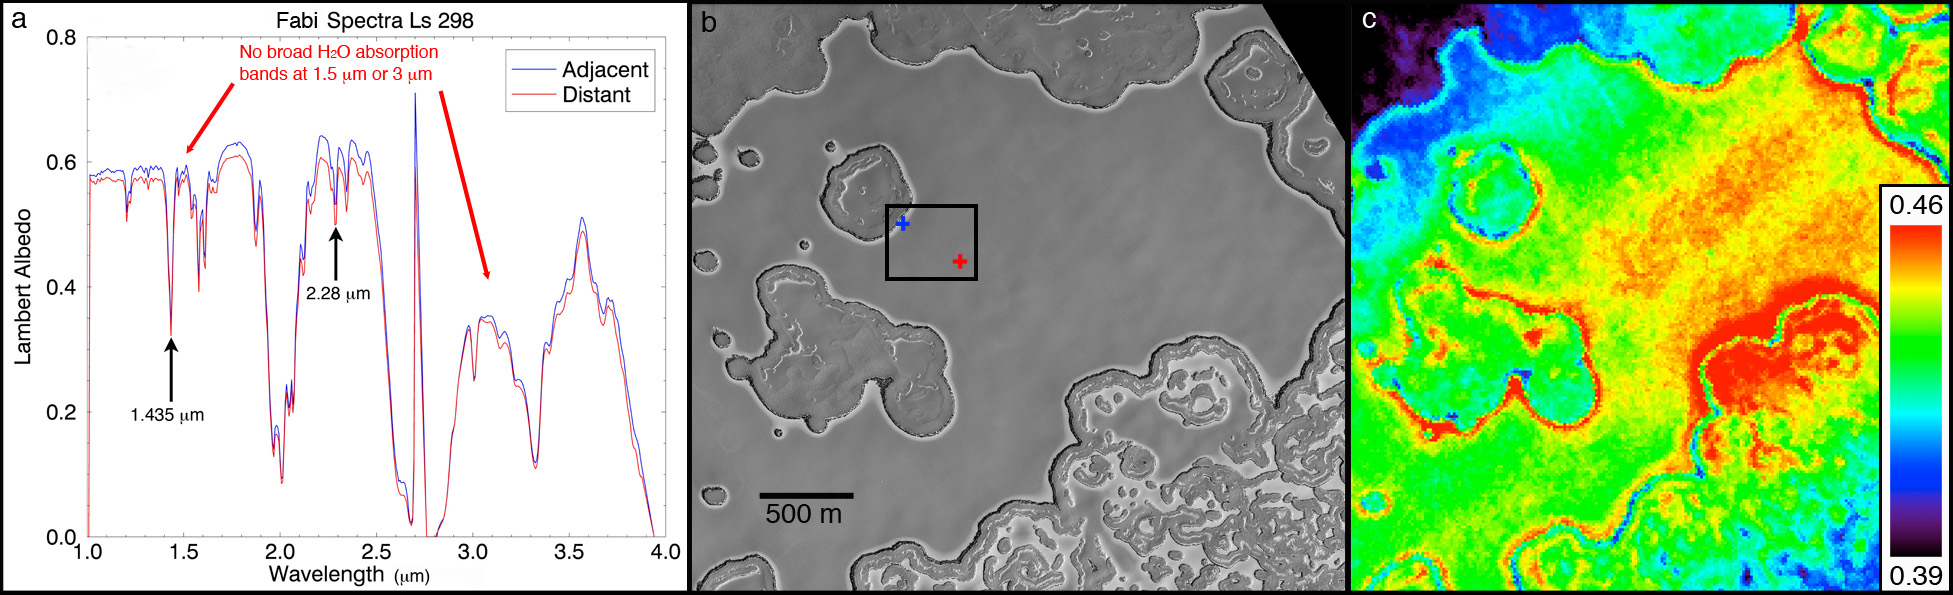 a
Fabi Spectra Ls 298
0.8
No broad H2O absorption
bands at 1.5 μm or 3 μm
Adjacent
Distant
0.6
Lambert Albedo
2.28 μm
0.4
1.435 μm
0.2
0.0
1.0 1.5 2.0 2.5 3.0 3.5 4.0
Wavelength (μm)
b
500 m
c
0.46
0.39